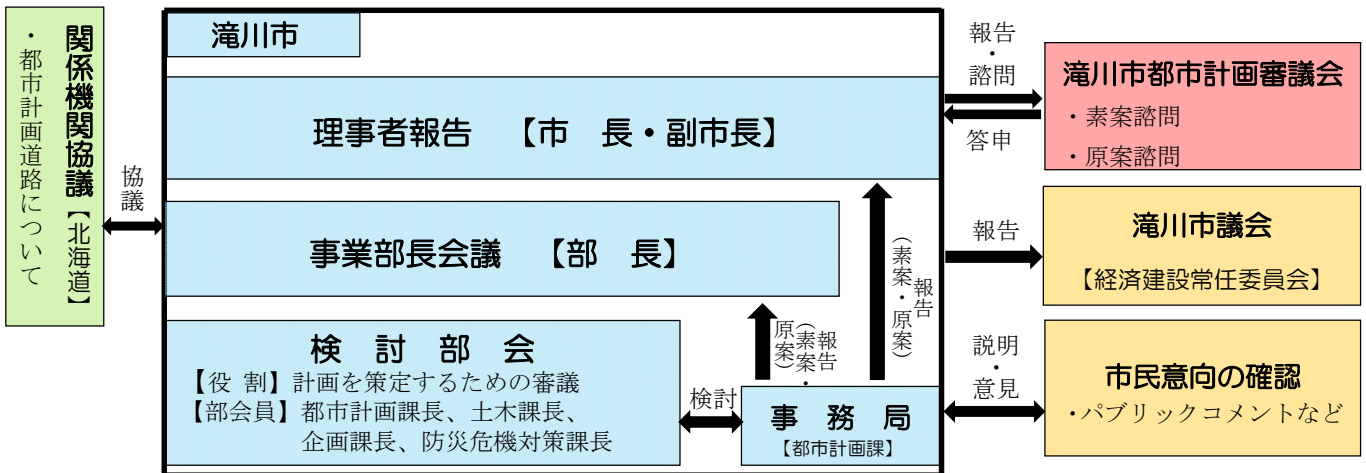 関係機関協議【北海道】
・都市計画道路について
協議
滝川市
理事者報告　【市　長・副市長】
事業部長会議　【部　長】
検　討　部　会
【役 割】計画を策定するための審議
【部会員】都市計画課長、土木課長、
企画課長、防災危機対策課長
検討
事　務　局
【都市計画課】
報告
（素案・
原案）
報告
（素案・原案）
報告・諮問
答申
滝川市都市計画審議会
・素案諮問
・原案諮問
報告
滝川市議会
【経済建設常任委員会】
説明・意見
市民意向の確認
・パブリックコメントなど